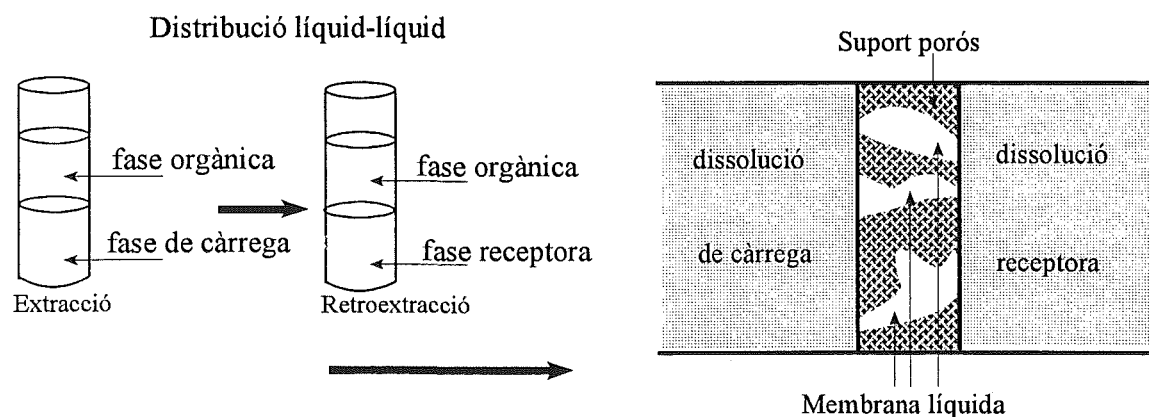 Distribució líquid-líquid
fase orgànica
fase de càrrega
Extracció
fase orgànica
fase receptora
Retroextracció
Suport porós
dissolució
de càrrega
dissolució
receptora
Membrana líquida